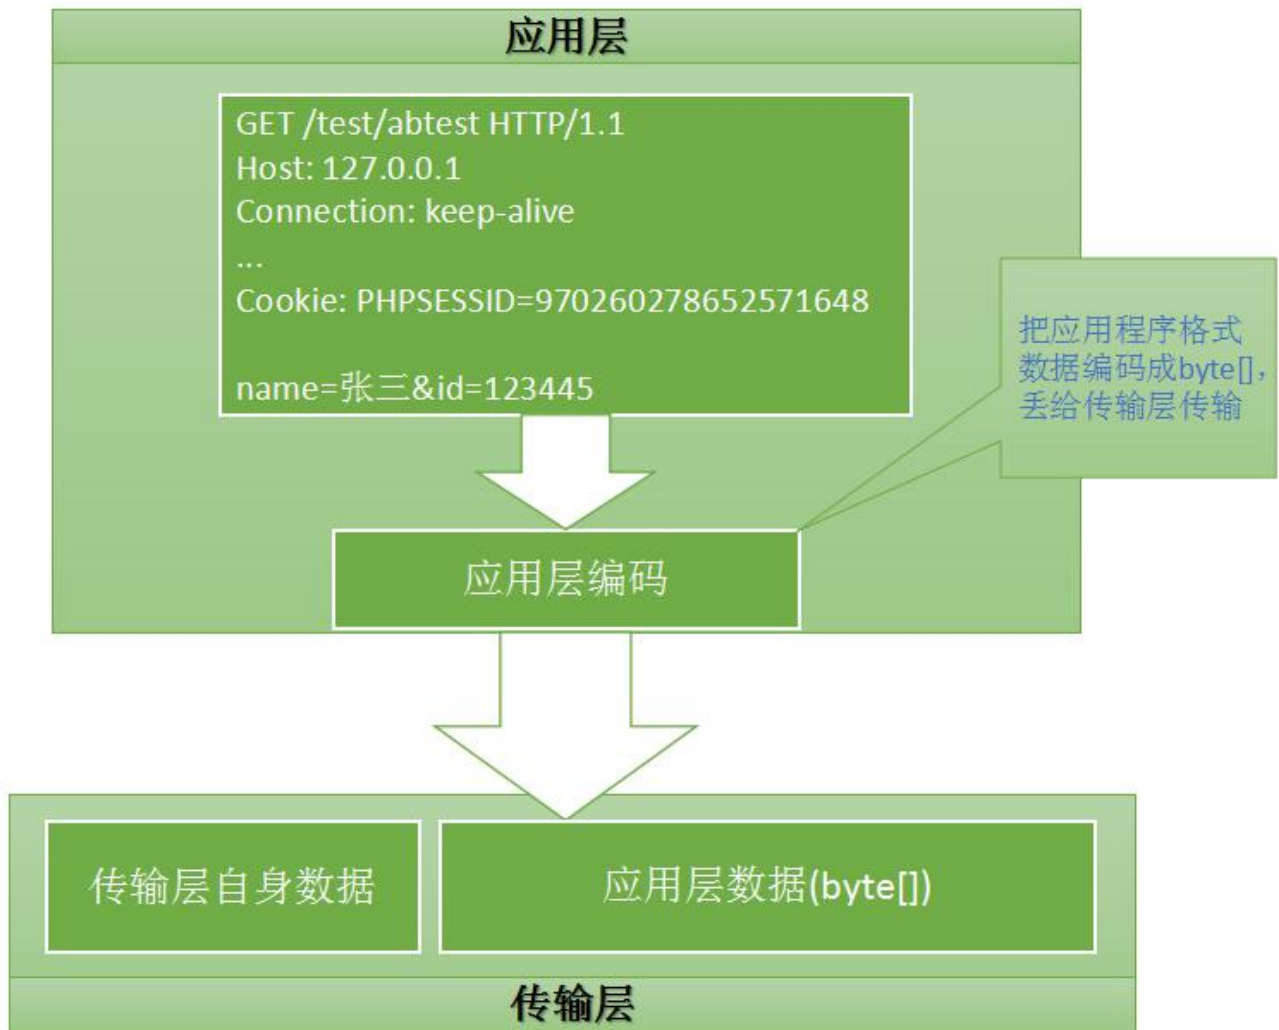 应用层
GET /test/abtest HTTP/1.1
Host: 127.0.0.1
Connection: keep-alive
...
Cookie: PHPSESSID=970260278652571648
name=张三&id=123445
把应用程序格式
数据编码成byte[]，
丢给传输层传输
应用层编码
传输层自身数据
应用层数据(byte[])
传输层